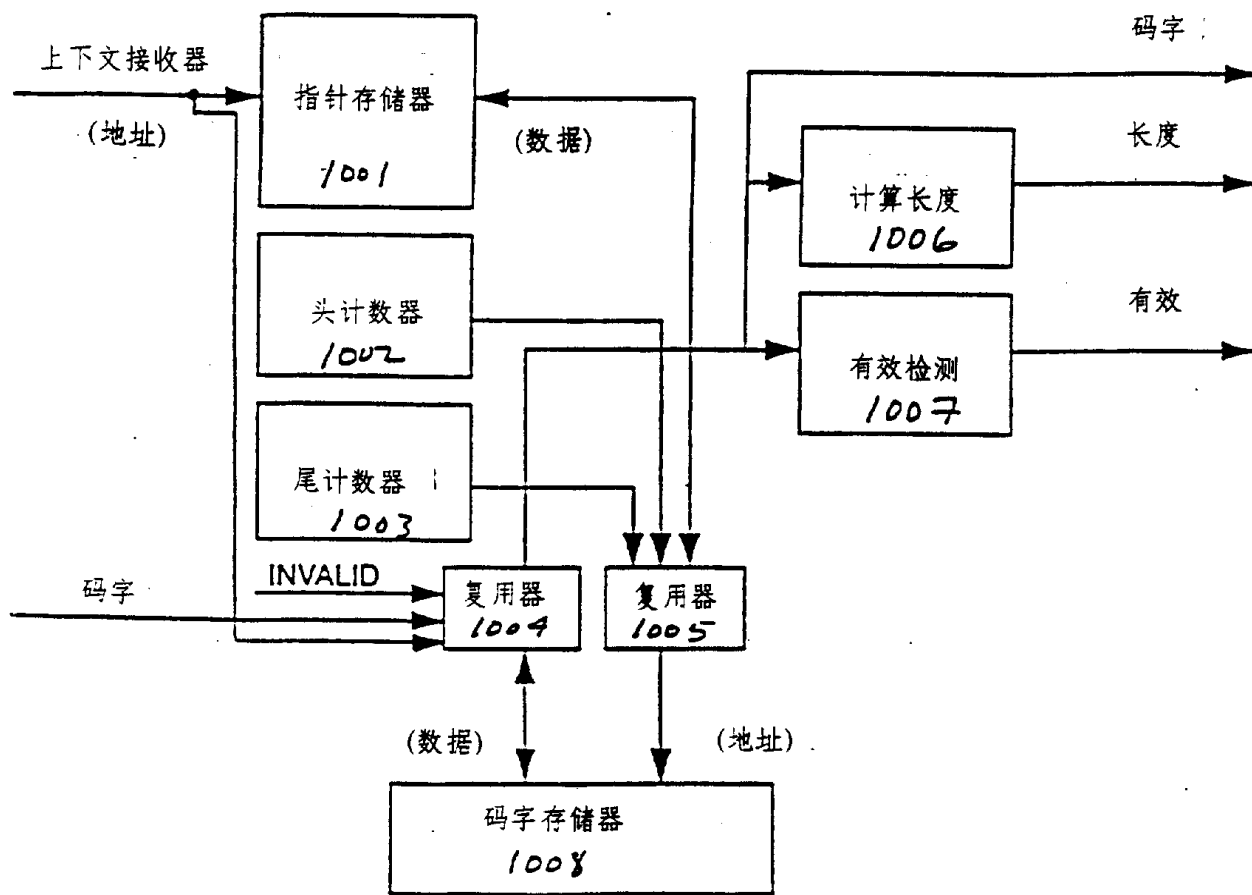 码字
上下文接收器
指针存储器
(地址)
(数据)
长度
1001
计算长度
1006
头计数器
1002
有效
有效检测
1007
尾计数器
1003
INVALID
码字
复用器
1004
复用器
1005
(数据)
(地址)
码字存储器
1008